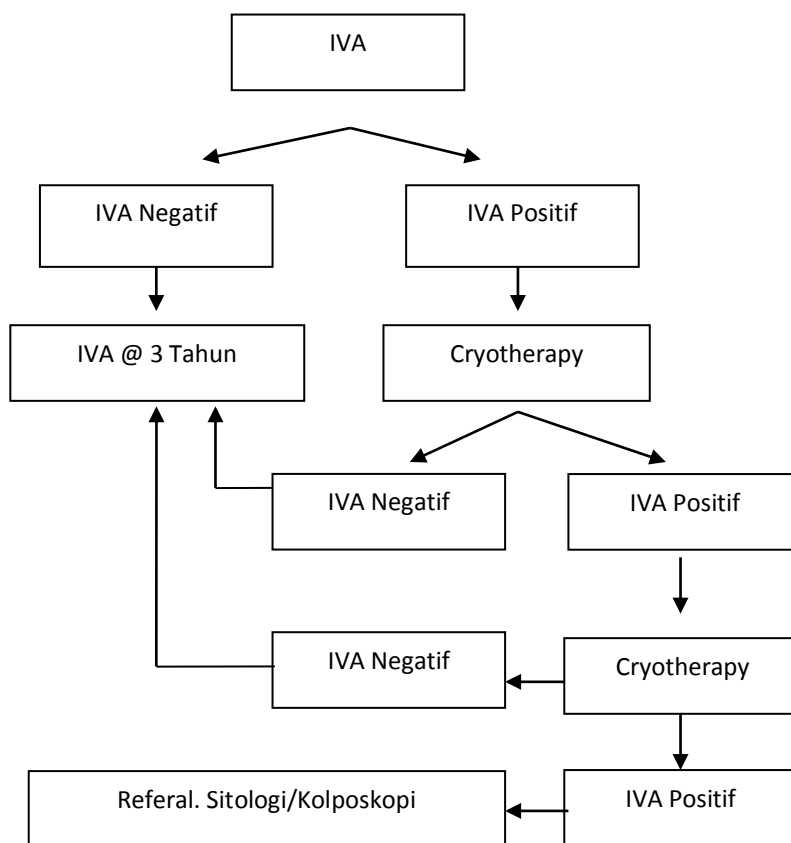 IVA
IVA Negatif
IVA Positif
IVA @ 3 Tahun
Cryotherapy
IVA Negatif
IVA Positif
IVA Negatif
Cryotherapy
Referal. Sitologi/Kolposkopi
IVA Positif